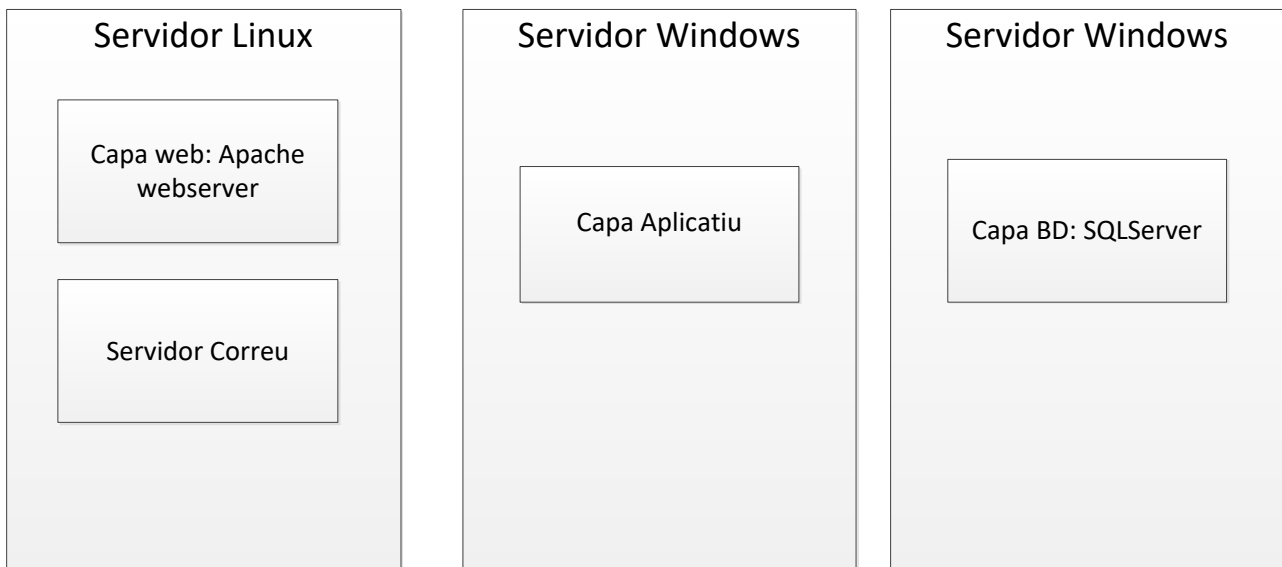 Servidor Linux
Capa web: Apache
webserver
Servidor Correu
Servidor Windows
Capa Aplicatiu
Servidor Windows
Capa BD: SQLServer